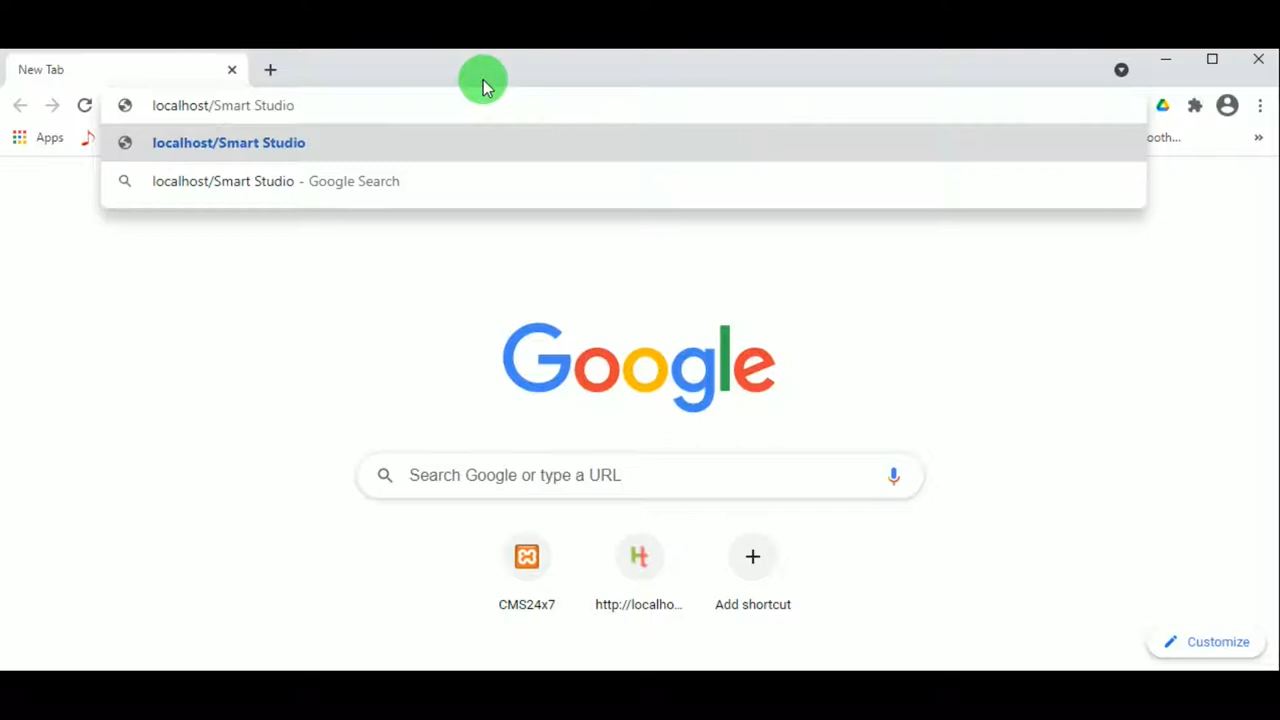 New Tab
localhost/Smart Studio
Apps
ooth...
localhost/Smart Studio
localhost/Smart Studio - Google Search
Google
Search Google or type a URL
CMS24x7
http://localho...
Add shortcut
Customize